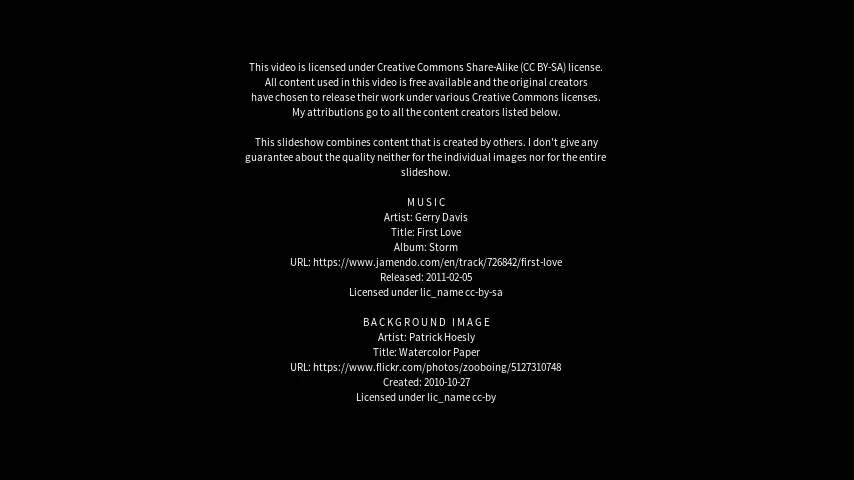 This video is licensed under Creative Commons Share-Alike (CC BY-SA) license.
All content used in this video is free available and the original creators
have chosen to release their work under various Creative Commons licenses.
My attributions go to all the content creators listed below.
This slideshow combines content that is created by others. I don't give any
guarantee about the quality neither for the individual images nor for the entire
slideshow.
MUSIC
Artist: Gerry Davis
Title: First Love
Album: Storm
URL: https://www.jamendo.com/en/track/726842/first-love
Released: 2011-02-05
Licensed under lic_name cc-by-sa
BACKGROUND IMAGE
Artist: Patrick Hoesly
Title: Watercolor Paper
URL: https://www.flickr.com/photos/zooboing/5127310748
Created: 2010-10-27
Licensed under lic_name cc-by